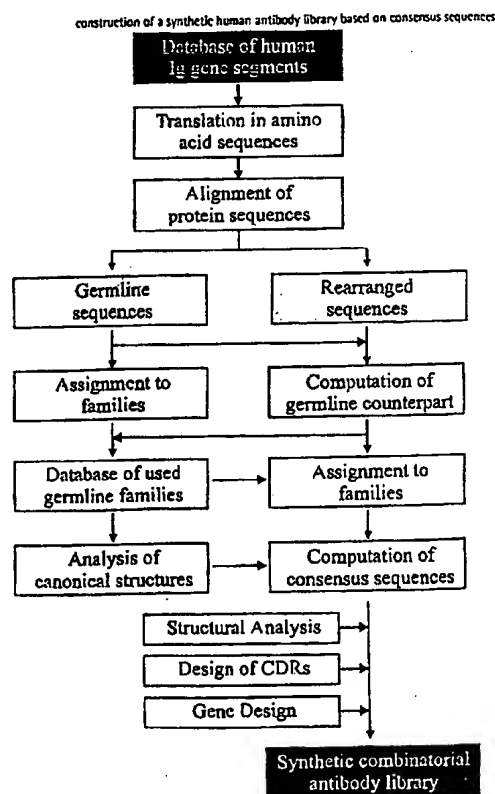 construction of a synthetic human antibody library based on consensus sequences
Database of human
Ig gene segments
Translation in amino
acid sequences
Alignment of
protein sequences
Germline
sequences
Rearranged
sequences
Assignment to
families
Computation of
germline counterpart
Database of used
germline families
Assignment to
families
Analysis of
canonical structures
Computation of
consensus sequences
Structural Analysis
Design of CDRs
Gene Design
Synthetic combinatorial
antibody library